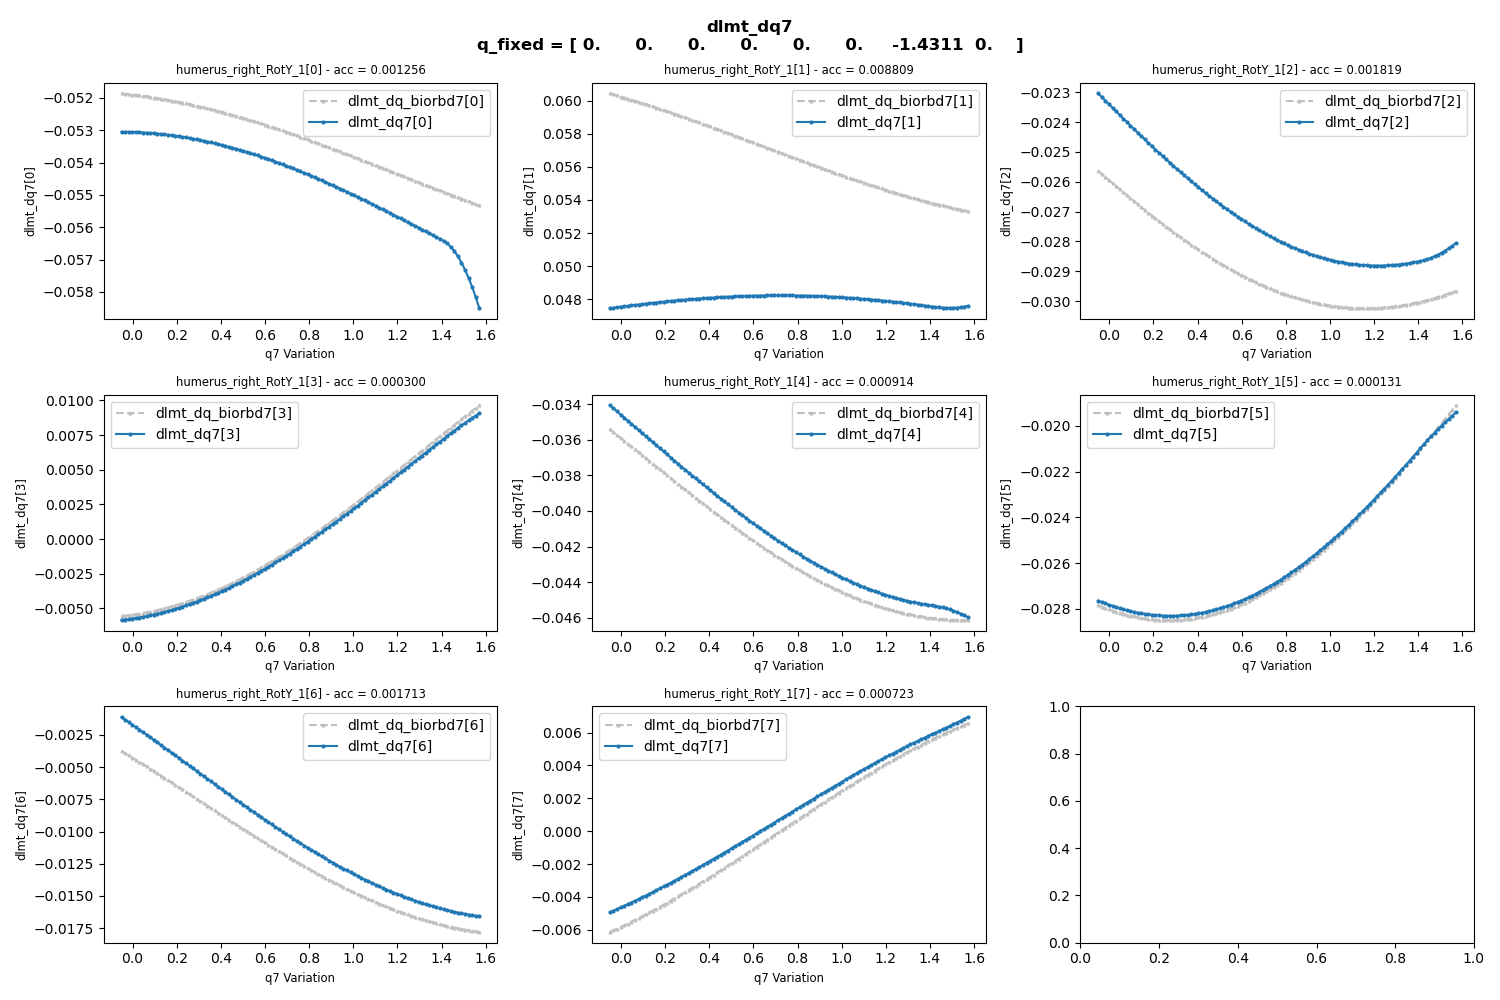 dlmt_dq7
q_fixed = [ 0. 0. 0. 0. 0. 0. -1.4311 0. ]
humerus_right_RotY_1[0] - acc = 0.001256
dlmt_dq_biorbd7[0]
dlmt_dq7[0]
dlmt_dq7[0]
−0.052
−0.053
−0.054
−0.055
−0.056
−0.057
−0.058
0.0 0.2 0.4 0.6 0.8 1.0 1.2 1.4 1.6
q7 Variation
humerus_right_RotY_1[1] - acc = 0.008809
dlmt_dq_biorbd7[1]
dlmt_dq7[1]
dlmt_dq7[1]
0.060
0.058
0.056
0.054
0.052
0.050
0.048
0.0 0.2 0.4 0.6 0.8 1.0 1.2 1.4 1.6
q7 Variation
humerus_right_RotY_1[2] - acc = 0.001819
dlmt_dq_biorbd7[2]
dlmt_dq7[2]
dlmt_dq7[2]
−0.023
−0.024
−0.025
−0.026
−0.027
−0.028
−0.029
−0.030
0.0 0.2 0.4 0.6 0.8 1.0 1.2 1.4 1.6
q7 Variation
humerus_right_RotY_1[3] - acc = 0.000300
dlmt_dq_biorbd7[3]
dlmt_dq7[3]
dlmt_dq7[3]
0.0100
0.0075
0.0050
0.0025
0.0000
−0.0025
−0.0050
0.0 0.2 0.4 0.6 0.8 1.0 1.2 1.4 1.6
q7 Variation
humerus_right_RotY_1[4] - acc = 0.000914
dlmt_dq_biorbd7[4]
dlmt_dq7[4]
dlmt_dq7[4]
−0.034
−0.036
−0.038
−0.040
−0.042
−0.044
−0.046
0.0 0.2 0.4 0.6 0.8 1.0 1.2 1.4 1.6
q7 Variation
humerus_right_RotY_1[5] - acc = 0.000131
dlmt_dq_biorbd7[5]
dlmt_dq7[5]
dlmt_dq7[5]
−0.020
−0.022
−0.024
−0.026
−0.028
0.0 0.2 0.4 0.6 0.8 1.0 1.2 1.4 1.6
q7 Variation
humerus_right_RotY_1[6] - acc = 0.001713
dlmt_dq_biorbd7[6]
dlmt_dq7[6]
dlmt_dq7[6]
−0.0025
−0.0050
−0.0075
−0.0100
−0.0125
−0.0150
−0.0175
0.0 0.2 0.4 0.6 0.8 1.0 1.2 1.4 1.6
q7 Variation
humerus_right_RotY_1[7] - acc = 0.000723
dlmt_dq_biorbd7[7]
dlmt_dq7[7]
dlmt_dq7[7]
0.006
0.004
0.002
0.000
−0.002
−0.004
−0.006
0.0 0.2 0.4 0.6 0.8 1.0 1.2 1.4 1.6
q7 Variation
1.0
0.8
0.6
0.4
0.2
0.0
0.0 0.2 0.4 0.6 0.8 1.0